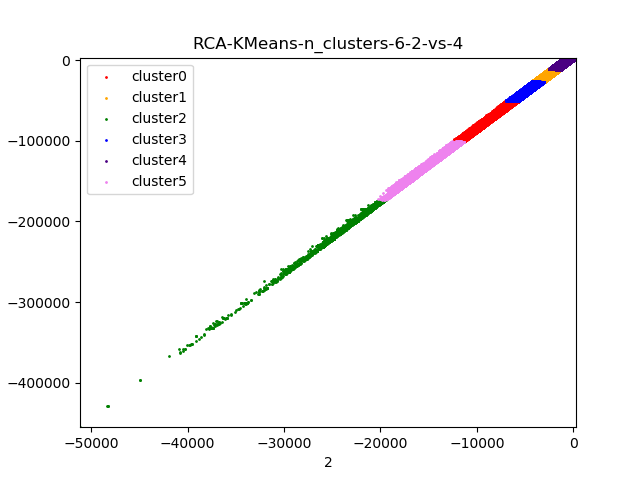 RCA-KMeans-n_clusters-6-2-vs-4
0
−100000
−200000
−300000
−400000
cluster0
cluster1
cluster2
cluster3
cluster4
cluster5
−50000 −40000 −30000 −20000 −10000 0
2